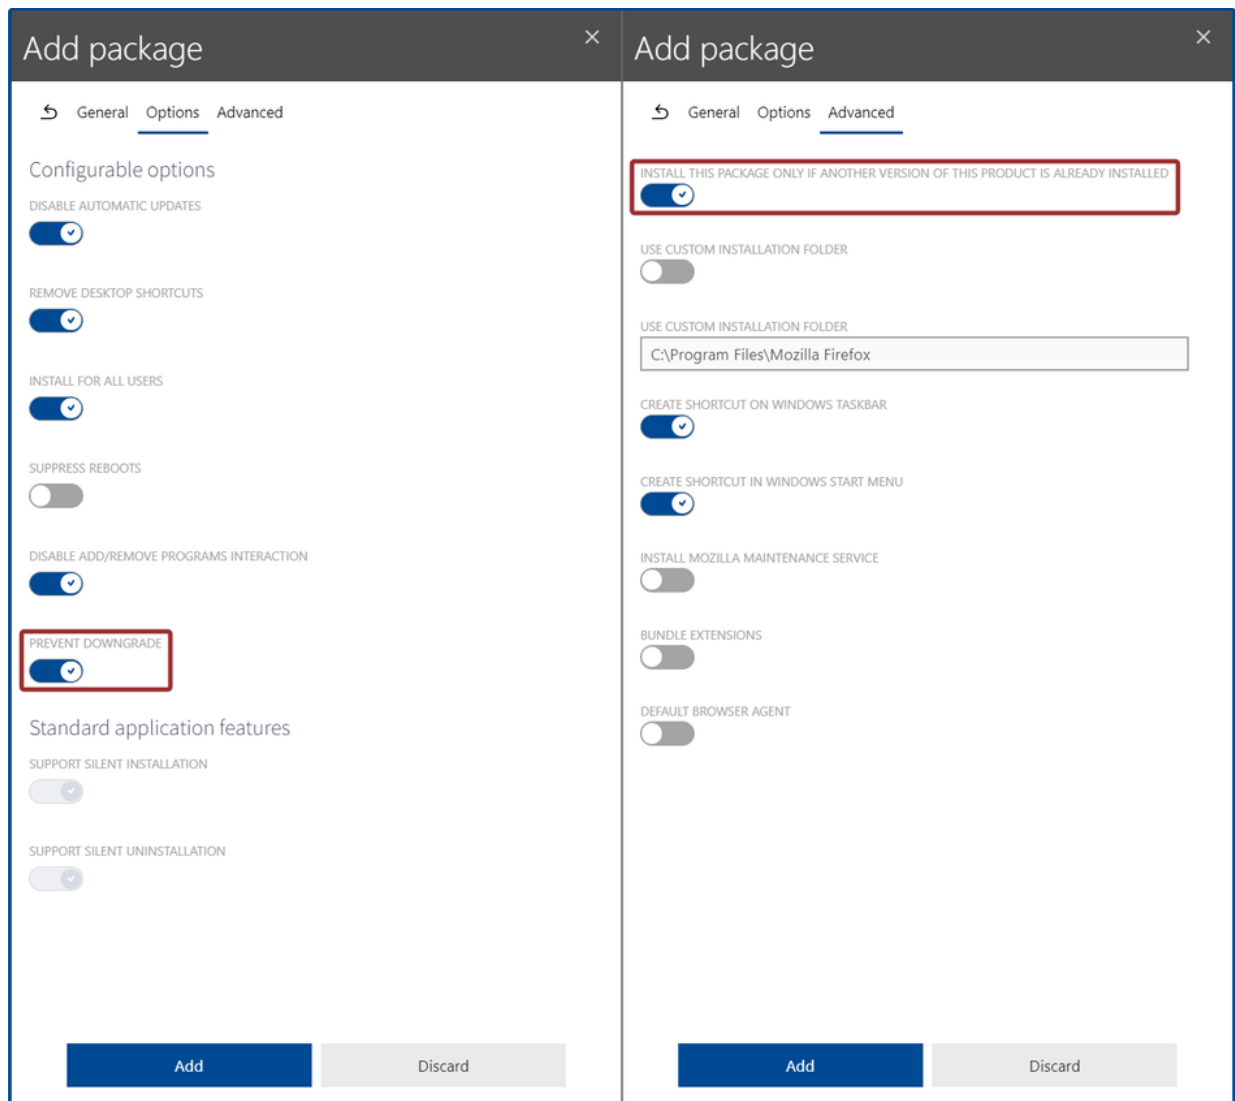 Add package
General Options Advanced
Configurable options
DISABLE AUTOMATIC UPDATES
REMOVE DESKTOP SHORTCUTS
INSTALL FOR ALL USERS
SUPPRESS REBOOTS
DISABLE ADD/REMOVE PROGRAMS INTERACTION
PREVENT DOWNGRADE
Standard application features
SUPPORT SILENT INSTALLATION
SUPPORT SILENT UNINSTALLATION
Add Discard
Add package
General Options Advanced
INSTALL THIS PACKAGE ONLY IF ANOTHER VERSION OF THIS PRODUCT IS ALREADY INSTALLED
USE CUSTOM INSTALLATION FOLDER
USE CUSTOM INSTALLATION FOLDER
C:\Program Files\Mozilla Firefox
CREATE SHORTCUT ON WINDOWS TASKBAR
CREATE SHORTCUT IN WINDOWS START MENU
INSTALL MOZILLA MAINTENANCE SERVICE
BUNDLE EXTENSIONS
DEFAULT BROWSER AGENT
Add Discard